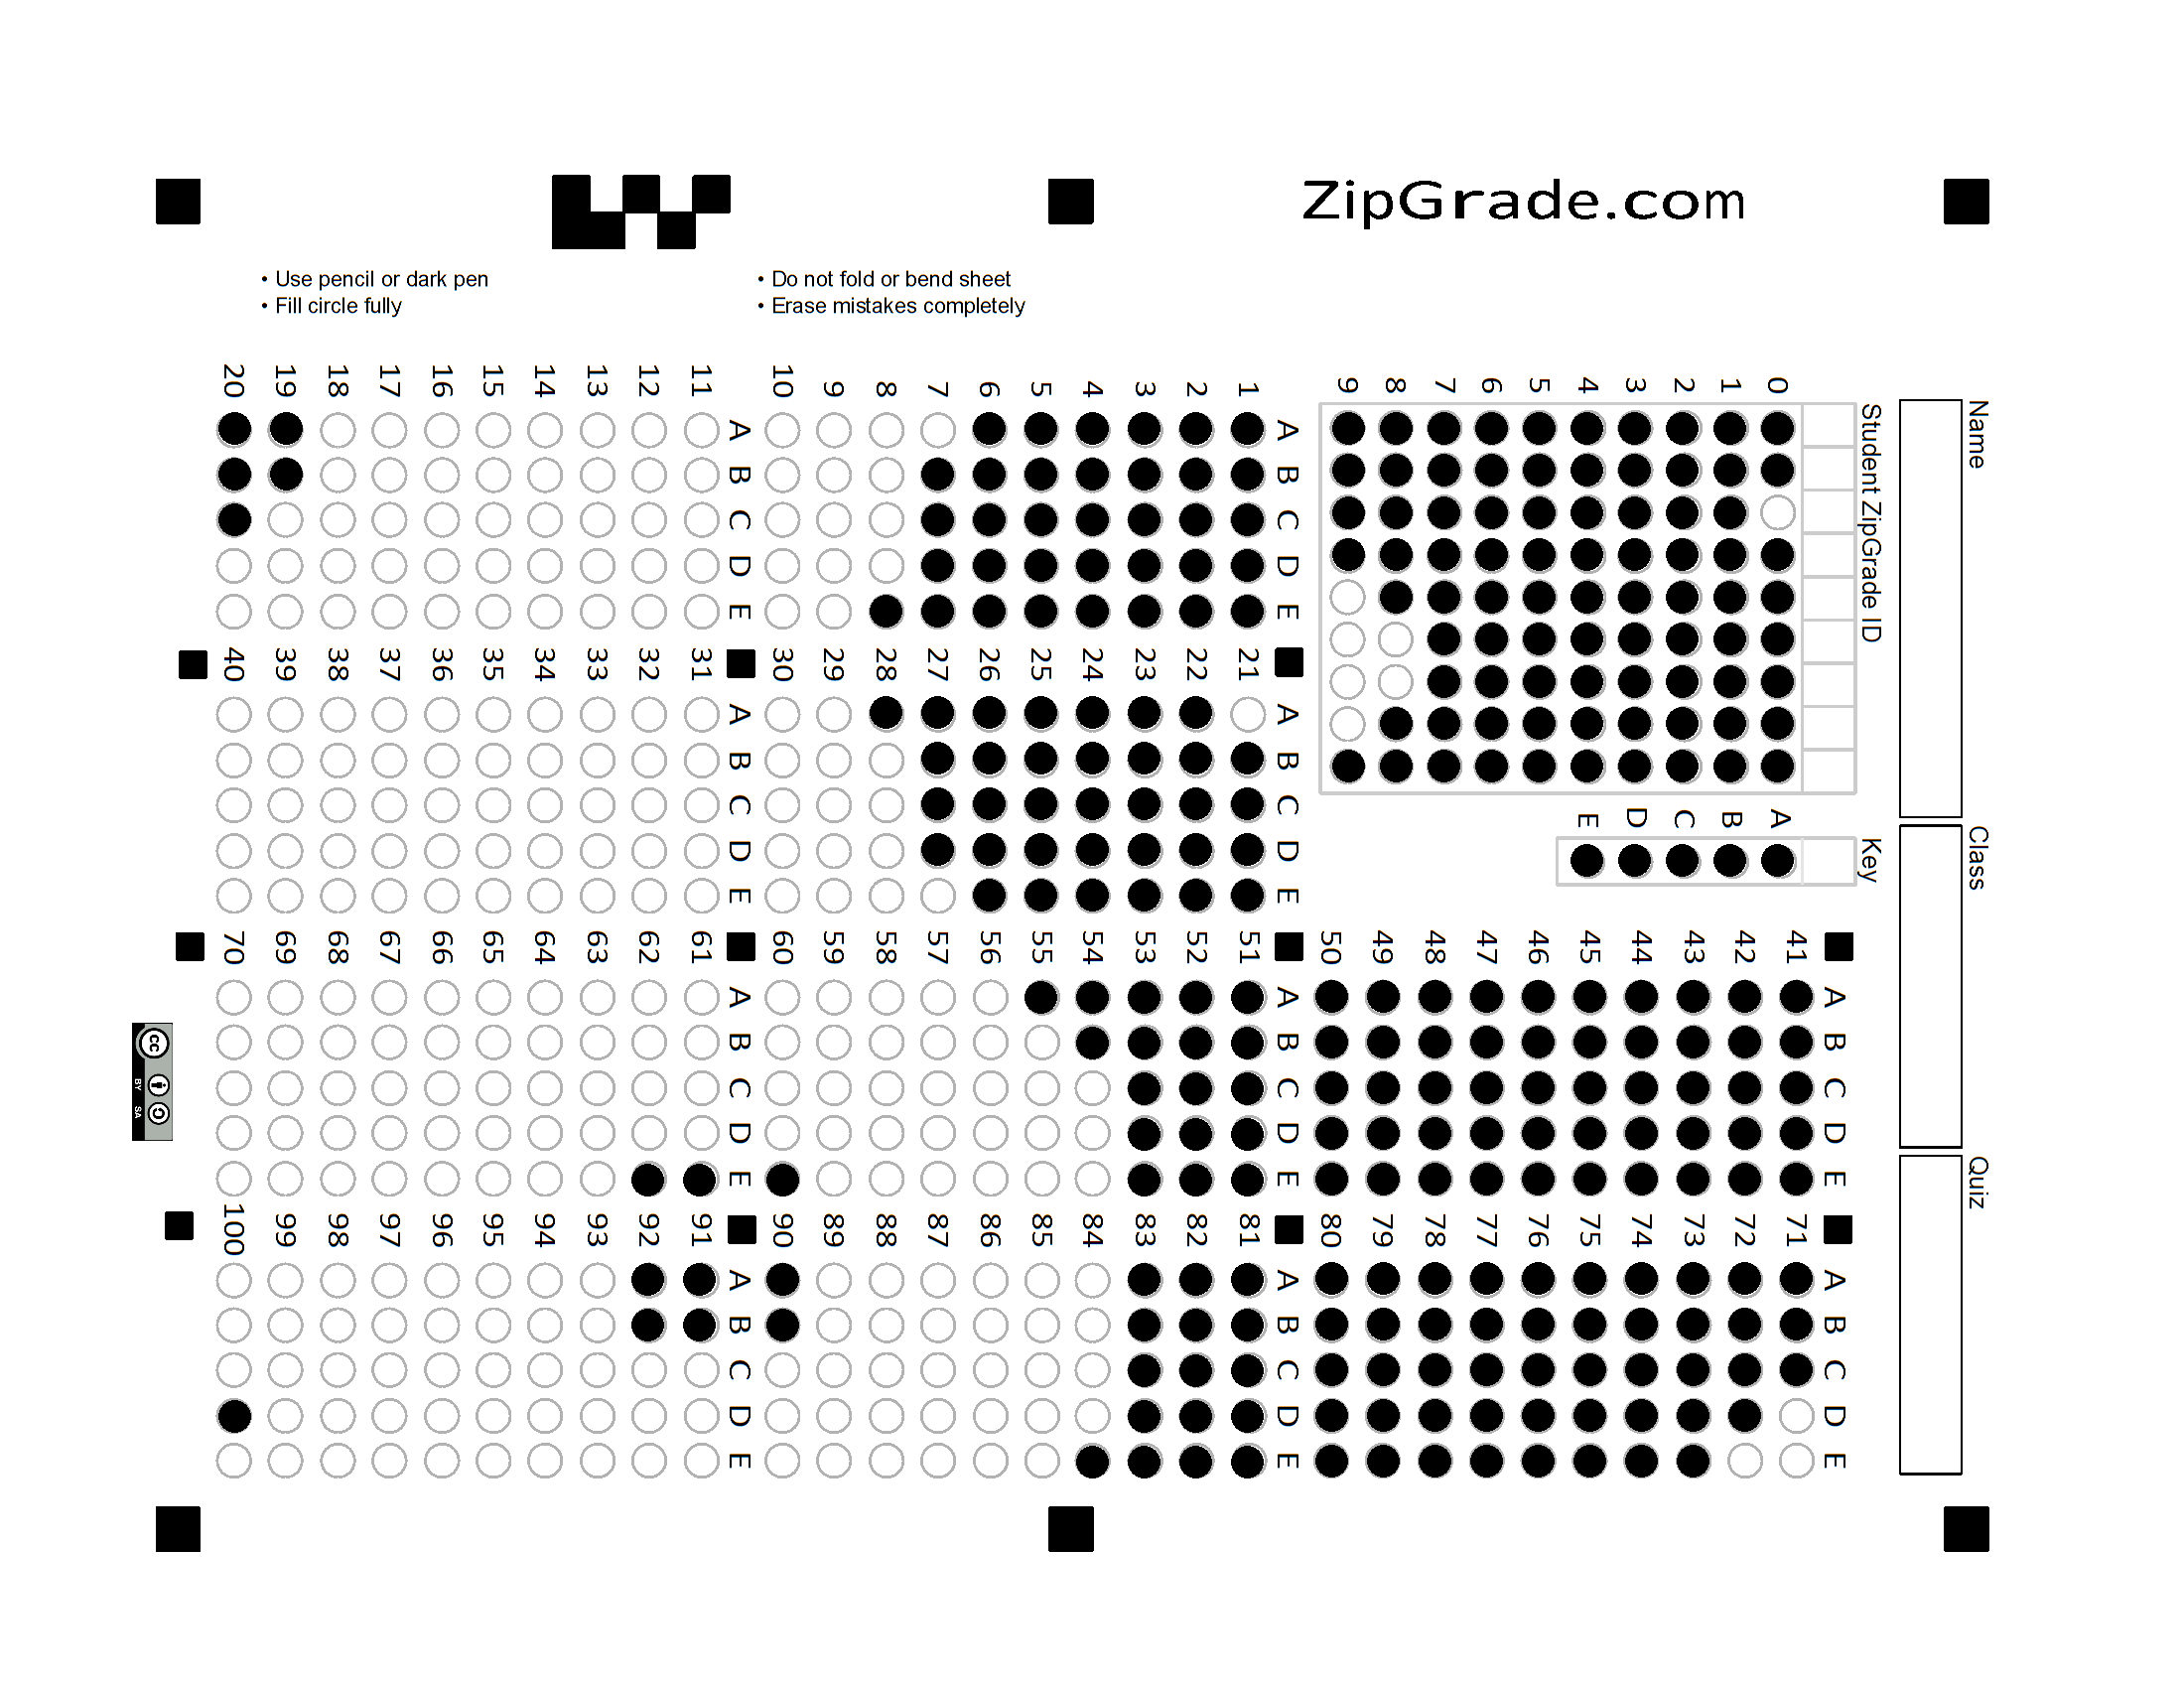 ZipGrade.com
• Use pencil or dark pen
• Fill circle fully
• Do not fold or bend sheet
• Erase mistakes completely
Name
Class
Quiz
Student ZipGrade ID
0 1 2 3 4 5 6 7 8 9
Key
A B C D E
A B C D E
1 2 3 4 5 6 7 8 9 10
A B C D E
11 12 13 14 15 16 17 18 19 20
A B C D E
21 22 23 24 25 26 27 28 29 30
A B C D E
31 32 33 34 35 36 37 38 39 40
A B C D E
41 42 43 44 45 46 47 48 49 50
A B C D E
51 52 53 54 55 56 57 58 59 60
A B C D E
61 62 63 64 65 66 67 68 69 70
A B C D E
71 72 73 74 75 76 77 78 79 80
A B C D E
81 82 83 84 85 86 87 88 89 90
A B C D E
91 92 93 94 95 96 97 98 99 100
cc BY SA